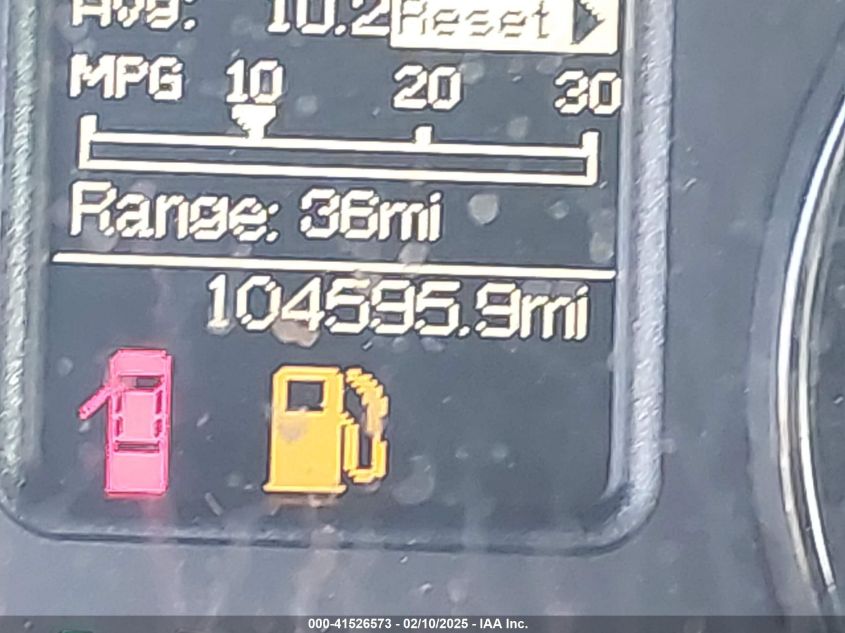 Avg: 10.2 Reset
MPG 10 20 30
Range: 36mi
104595.9mi
000-41526573 - 02/10/2025 - IAA Inc.